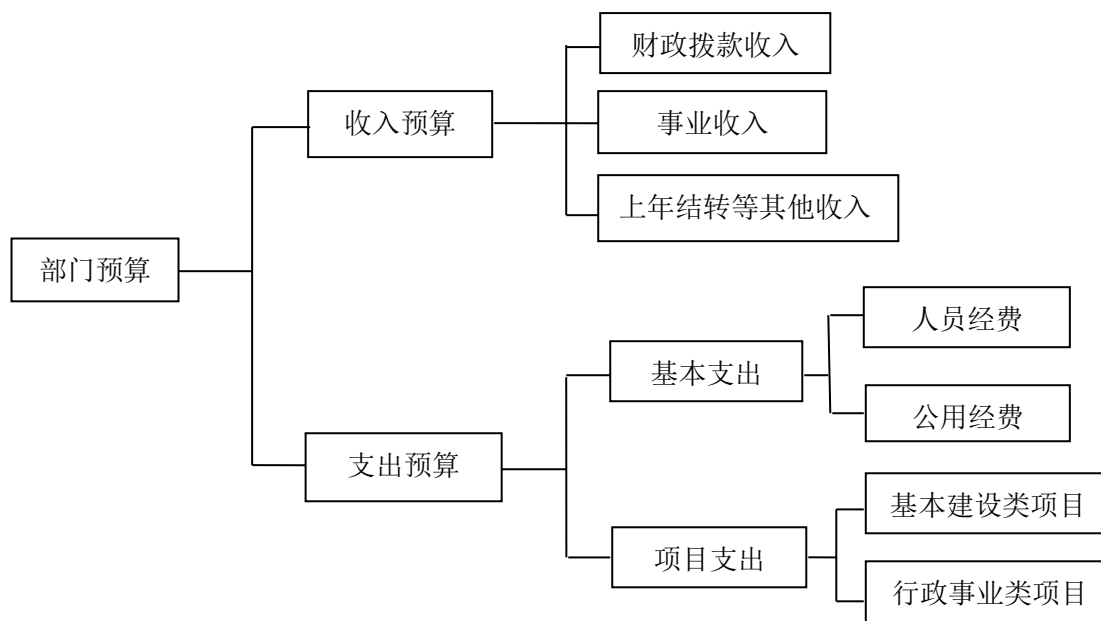 部门预算
收入预算
财政拨款收入
事业收入
上年结转等其他收入
支出预算
基本支出
人员经费
公用经费
项目支出
基本建设类项目
行政事业类项目